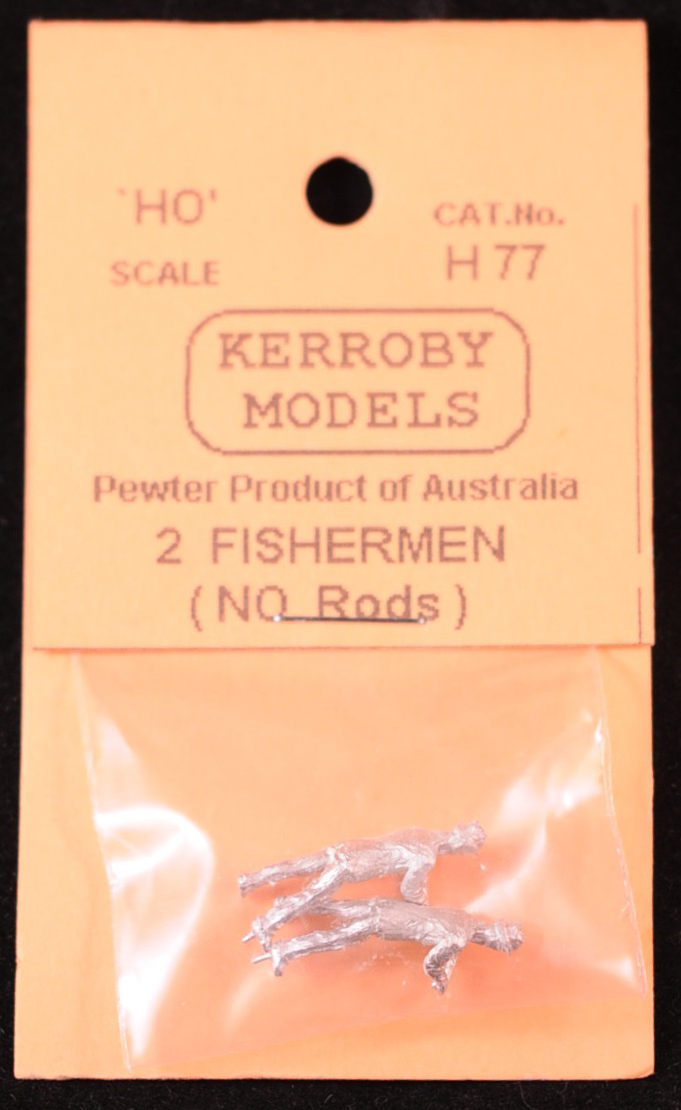 `HO'
SCALE
CAT.No.
H 77
KERROBY
MODELS
Pewter Product of Australia
2 FISHERMEN
(NO Rods)